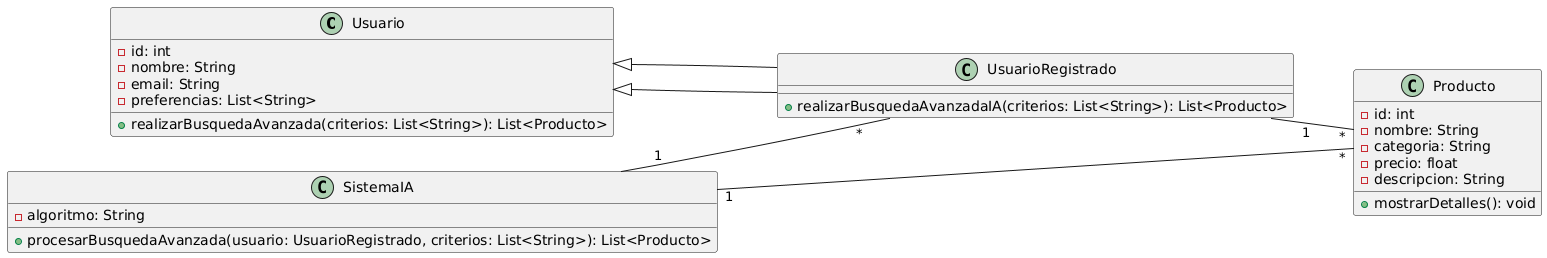 C Usuario
id: int
nombre: String
email: String
preferencias: List<String>
realizarBusquedaAvanzada(criterios: List<String>): List<Producto>
C UsuarioRegistrado
realizarBusquedaAvanzadaIA(criterios: List<String>): List<Producto>
C Producto
id: int
nombre: String
categoria: String
precio: float
descripcion: String
mostrarDetalles(): void
1
*
*
1
*
1
C SistemaIA
algoritmo: String
procesarBusquedaAvanzada(usuario: UsuarioRegistrado, criterios: List<String>): List<Producto>